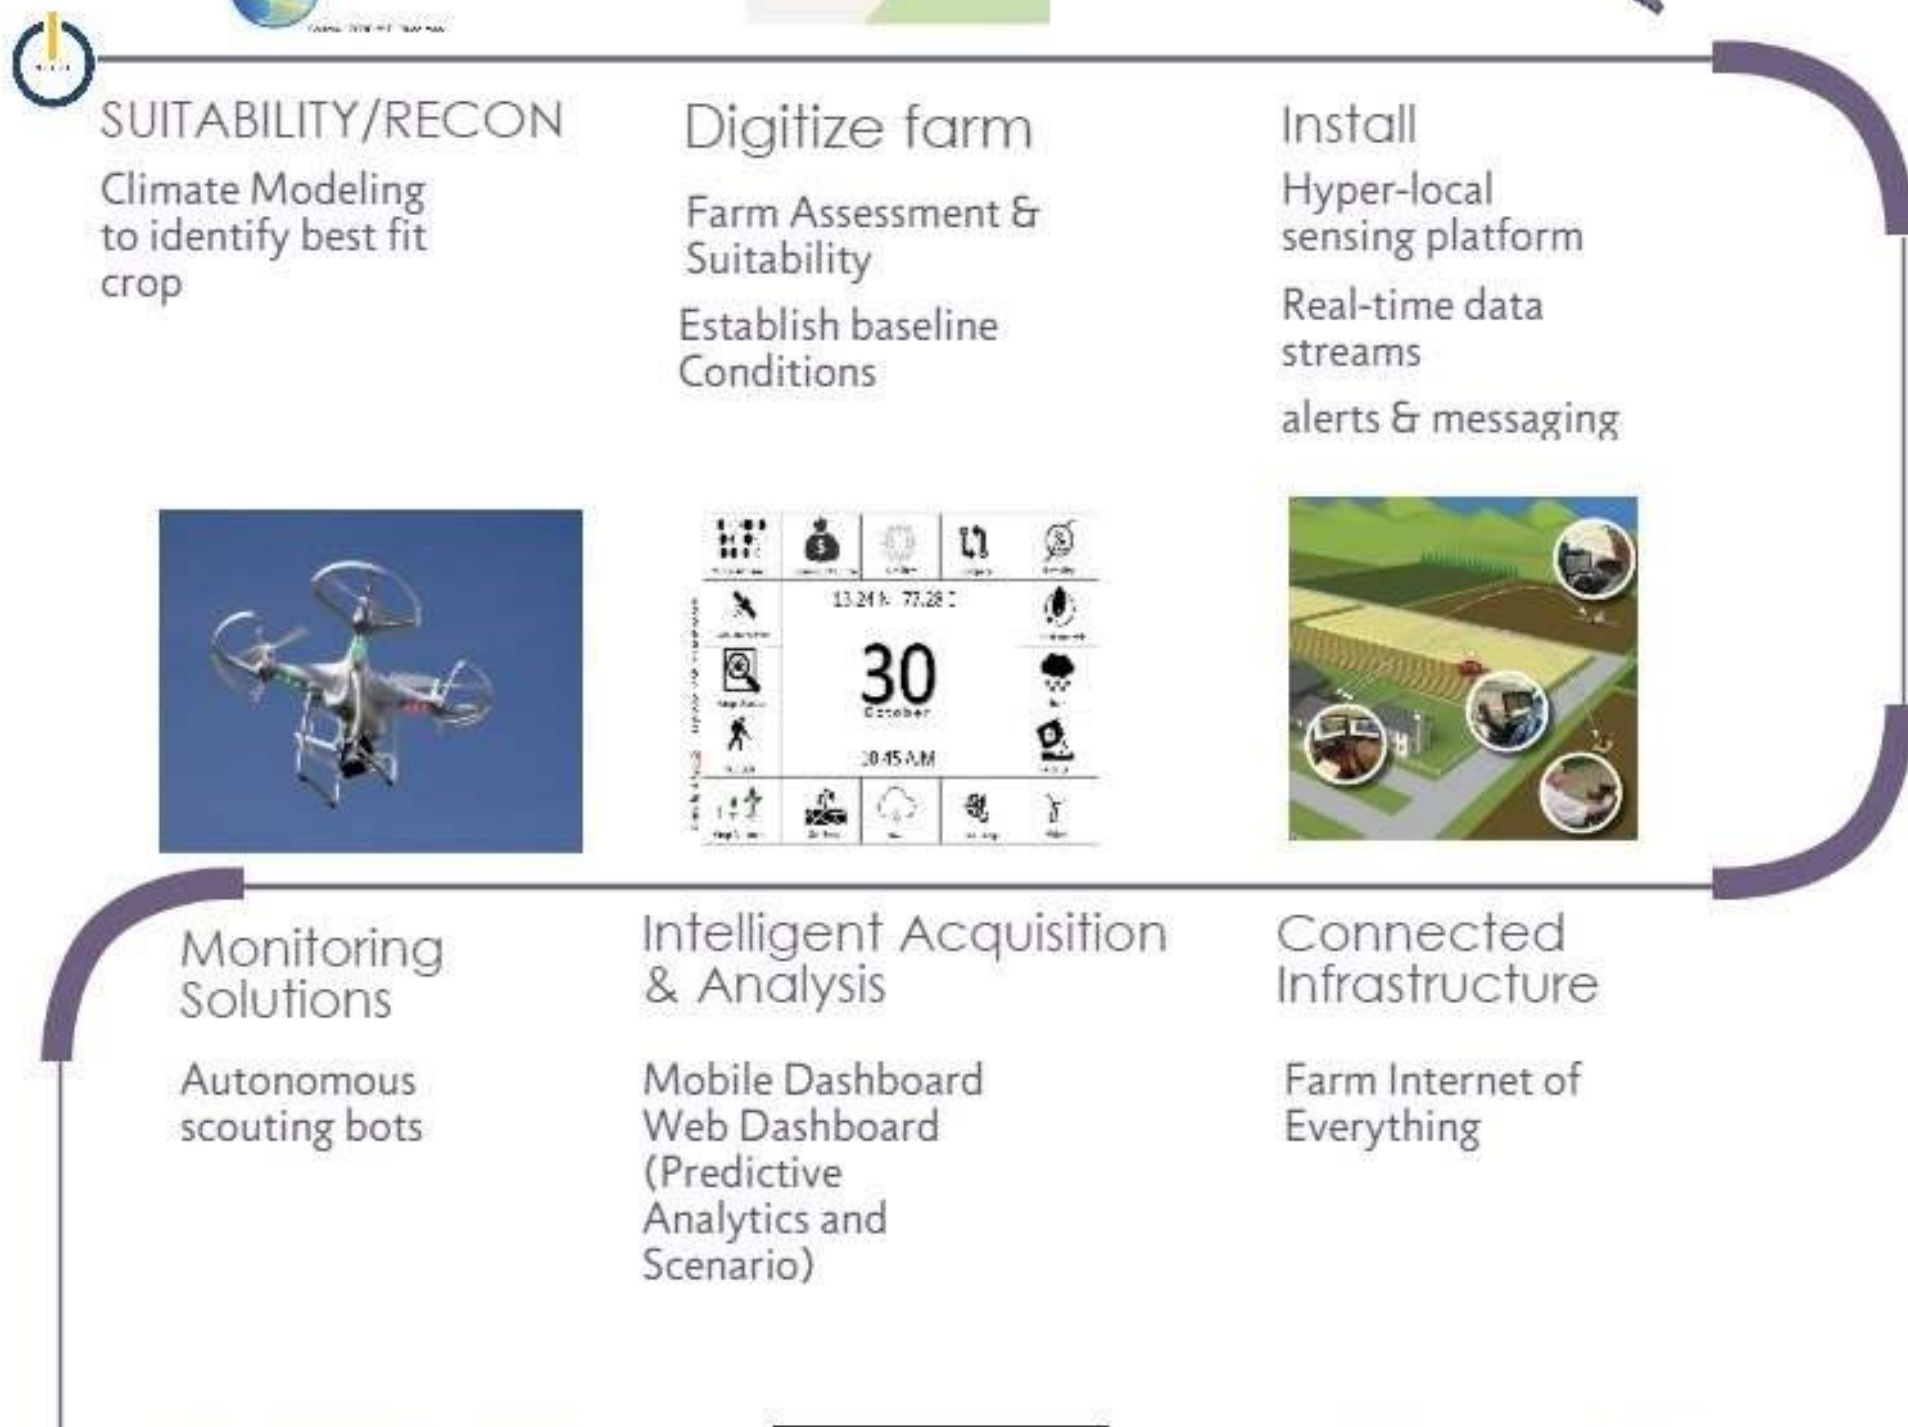 SUITABILITY/RECON
Climate Modeling
to identify best fit
crop
Digitize farm
Farm Assessment &
Suitability
Establish baseline
Conditions
Install
Hyper-local
sensing platform
Real-time data
streams
alerts & messaging
30
October
10 45 A.M
Monitoring
Solutions
Autonomous
scouting bots
Intelligent Acquisition
& Analysis
Mobile Dashboard
Web Dashboard
(Predictive
Analytics and
Scenario)
Connected
Infrastructure
Farm Internet of
Everything